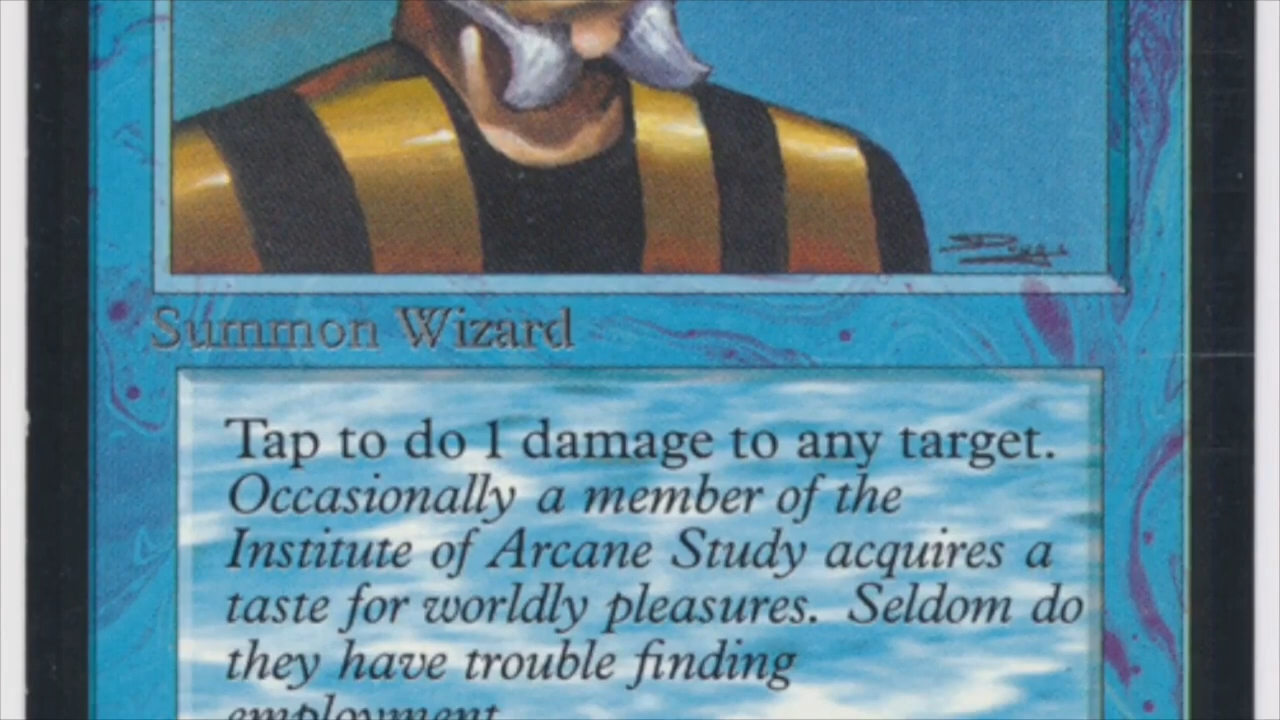 Summon Wizard
Tap to do 1 damage to any target.
Occasionally a member of the
Institute of Arcane Study acquires a
taste for worldly pleasures. Seldom do
they have trouble finding
employment.